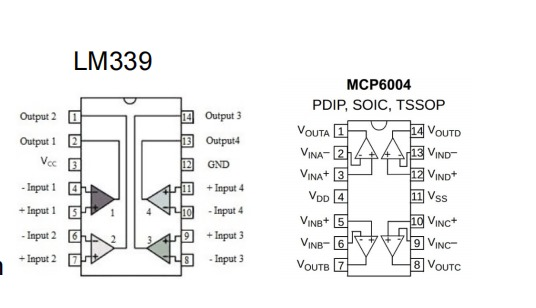 LM339
Output 2 1 14 Output 3
Output 1 2 13 Output4
VCC 3 12 GND
- Input 1 4 11 + Input 4
+ Input 1 5 1 4 10 - Input 4
- Input 2 6 2 3 9 + Input 3
+ Input 2 7 8 - Input 3
MCP6004
PDIP, SOIC, TSSOP
VOUTA 1 14 VOUTD
VINA– 2 - + + - 13 VIND–
VINA+ 3 12 VIND+
VDD 4 11 VSS
VINB+ 5 10 VINC+
VINB– 6 - + + - 9 VINC–
VOUTB 7 8 VOUTC